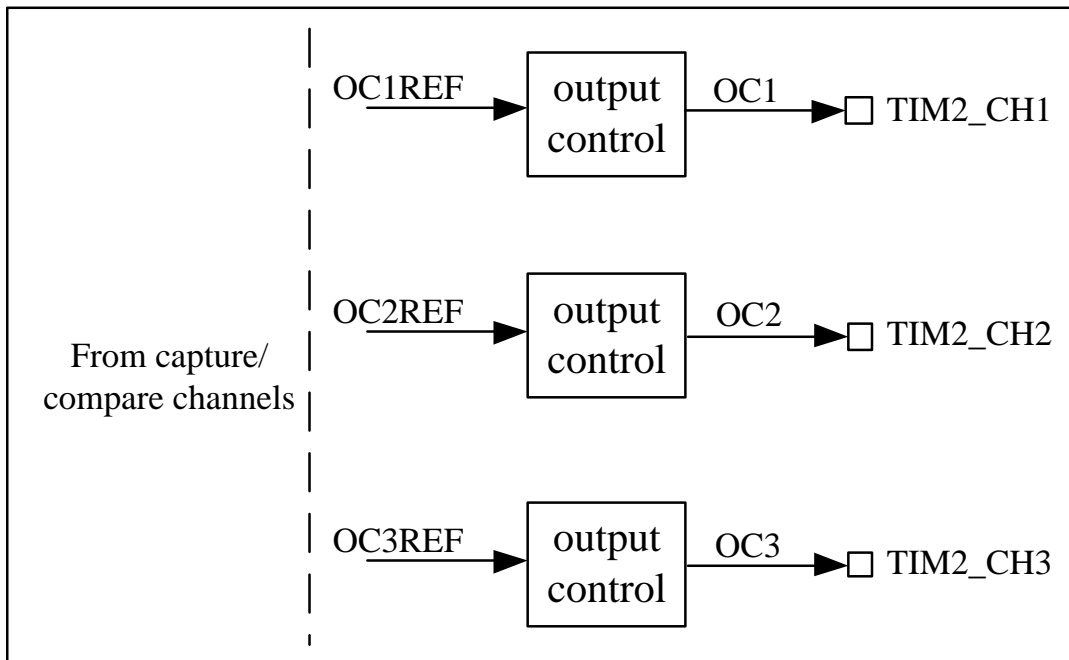 OC1REF
output
control
OC1
TIM2_CH1
OC2REF
output
control
OC2
TIM2_CH2
From capture/
compare channels
OC3REF
output
control
OC3
TIM2_CH3